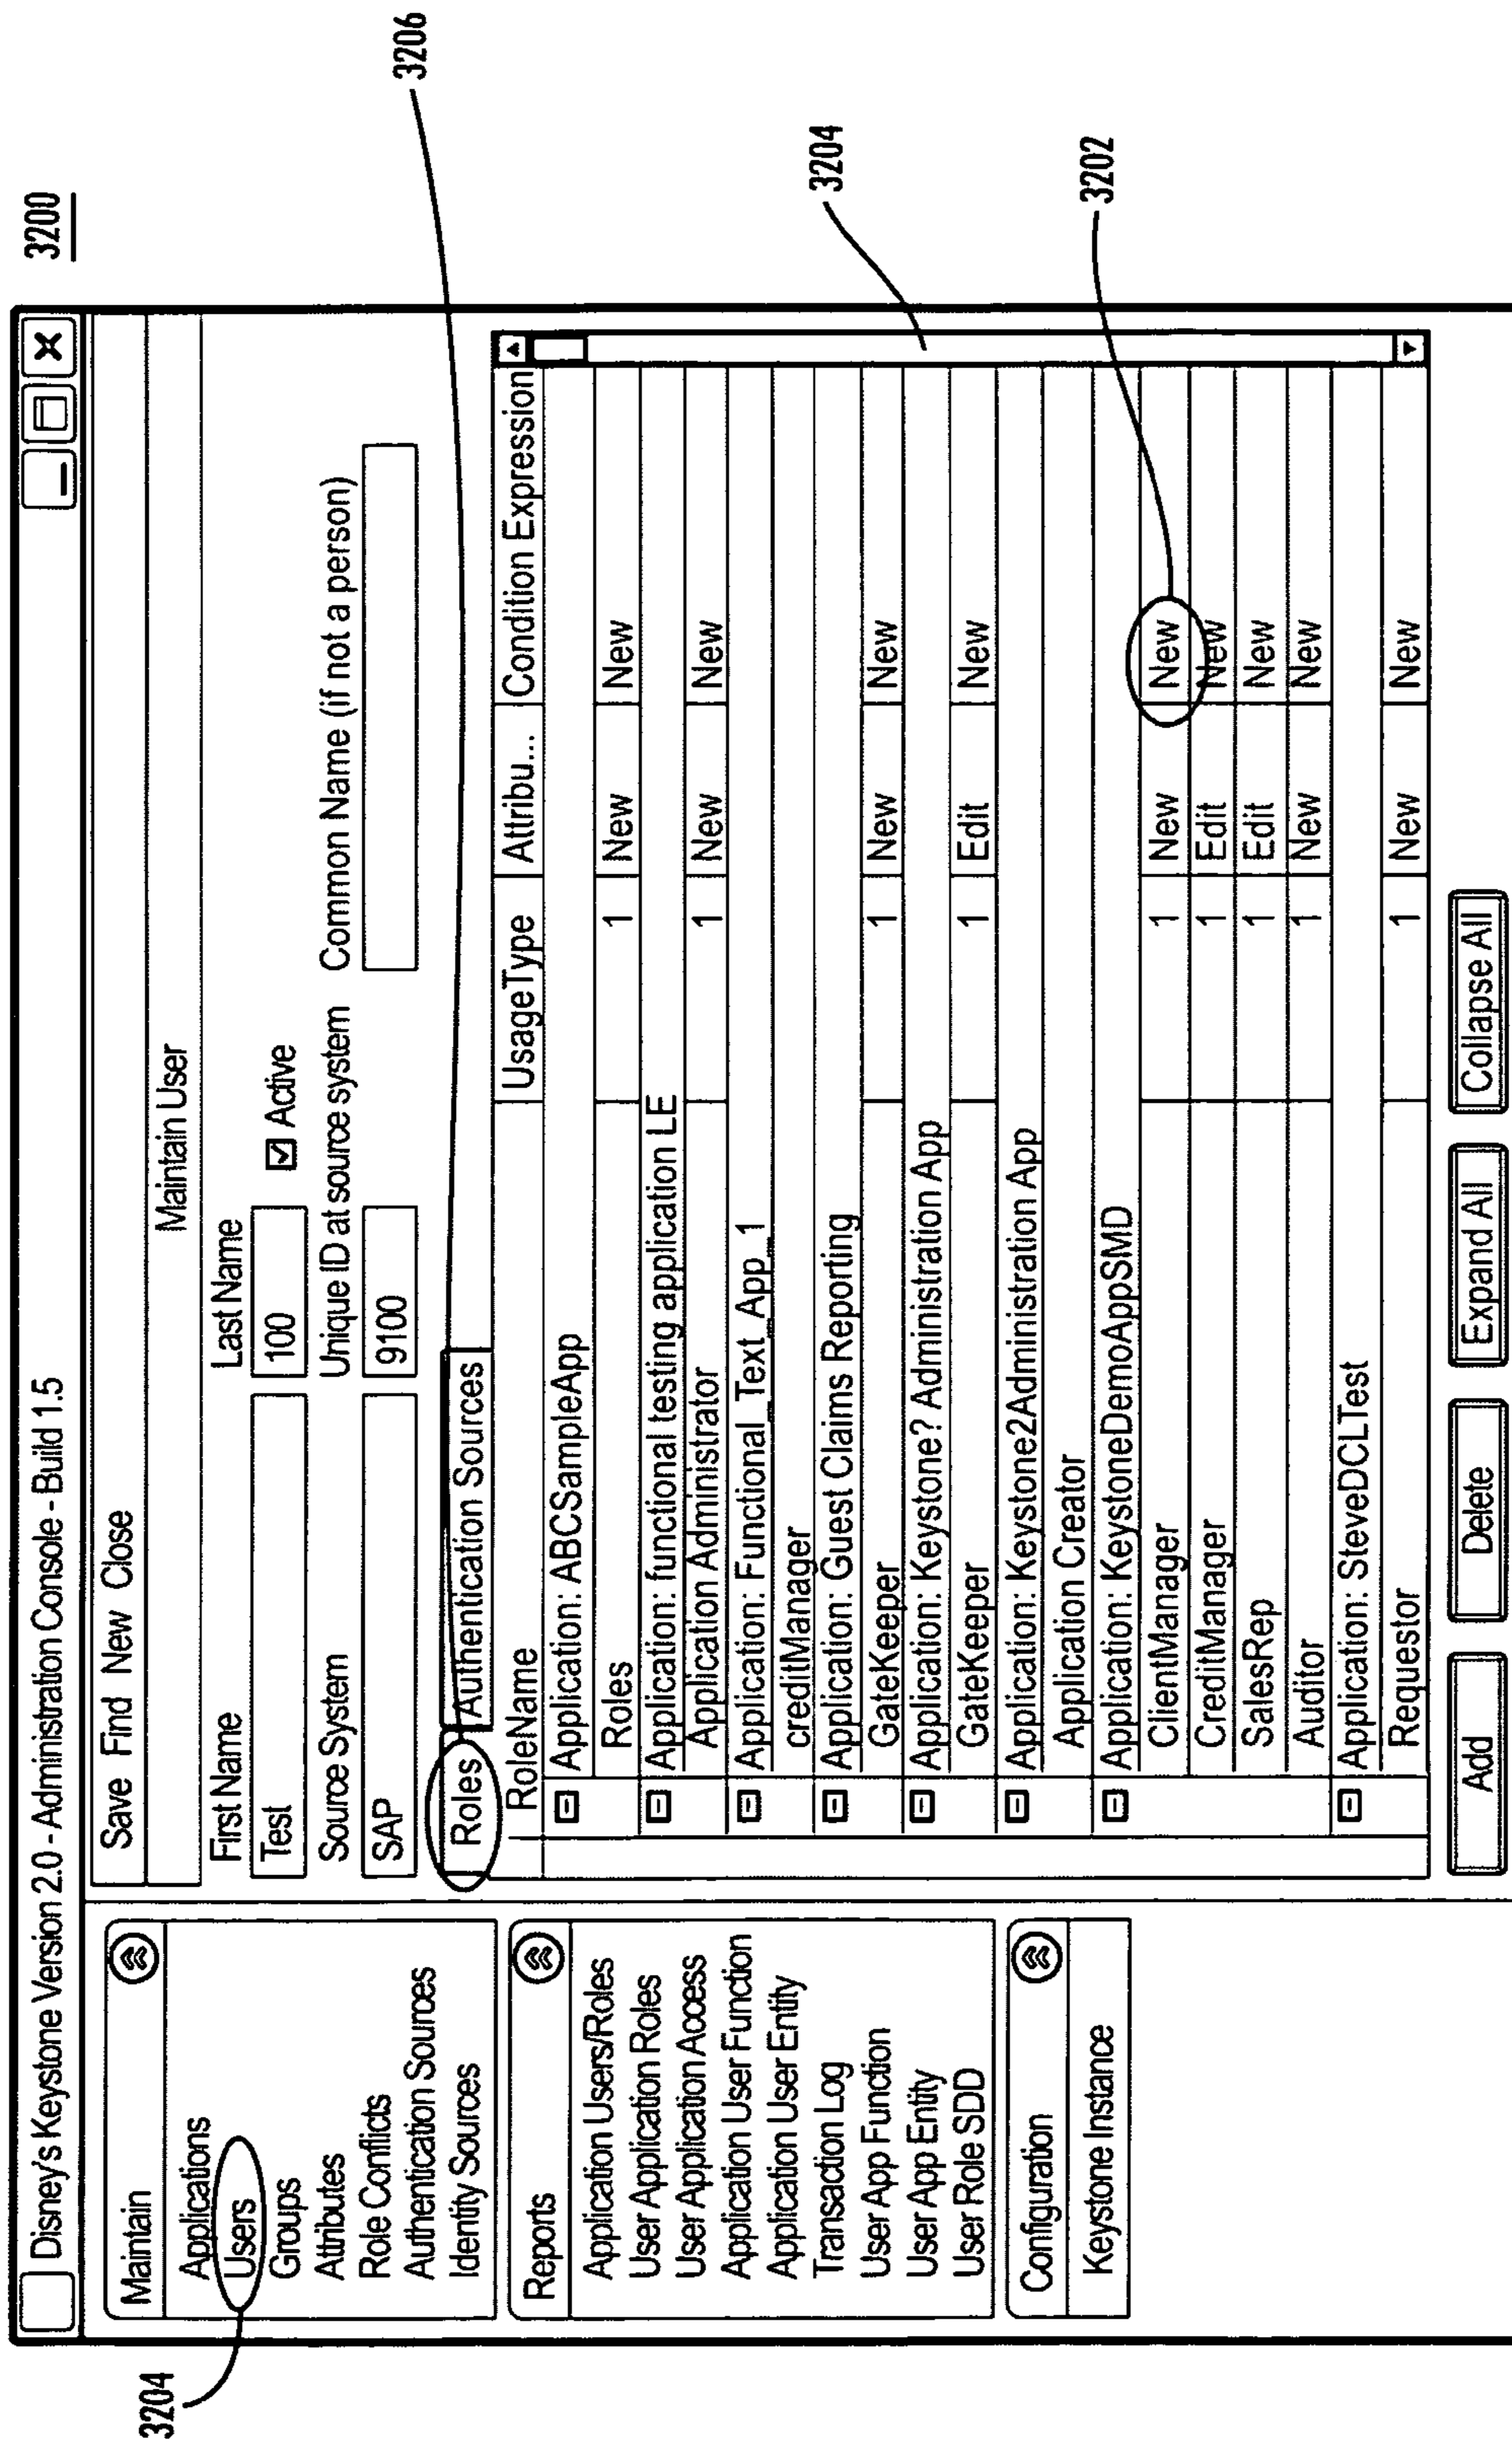 3200
Disney's Keystone Version 2.0 - Administration Console - Build 1.5
Maintain
Applications
Users
Groups
Attributes
Role Conflicts
Authentication Sources
Identity Sources
Reports
Application Users/Roles
User Application Roles
User Application Access
Application User Function
Application User Entity
Transaction Log
User App Function
User App Entity
User Role SDD
Configuration
Keystone Instance
Save Find New Close
Maintain User
First Name Last Name
Test 100 Active
Source System Unique ID at source system Common Name (if not a person)
SAP 9100
Roles Authentication Sources
RoleName UsageType Attribu... Condition Expression
Application: ABCSampleApp
Roles 1 New New
Application: functional testing application LE
Application Administrator 1 New New
Application: Functional_Text_App_1
creditManager
Application: Guest Claims Reporting
GateKeeper 1 New New
Application: Keystone? Administration App
GateKeeper 1 Edit New
Application: Keystone2Administration App
Application Creator
Application: KeystoneDemoAppSMD
ClientManager 1 New New
CreditManager 1 Edit New
SalesRep 1 Edit New
Auditor 1 New New
Application: SteveDCLTest
Requestor 1 New New
Add Delete Expand All Collapse All
3204
3206
3204
3202